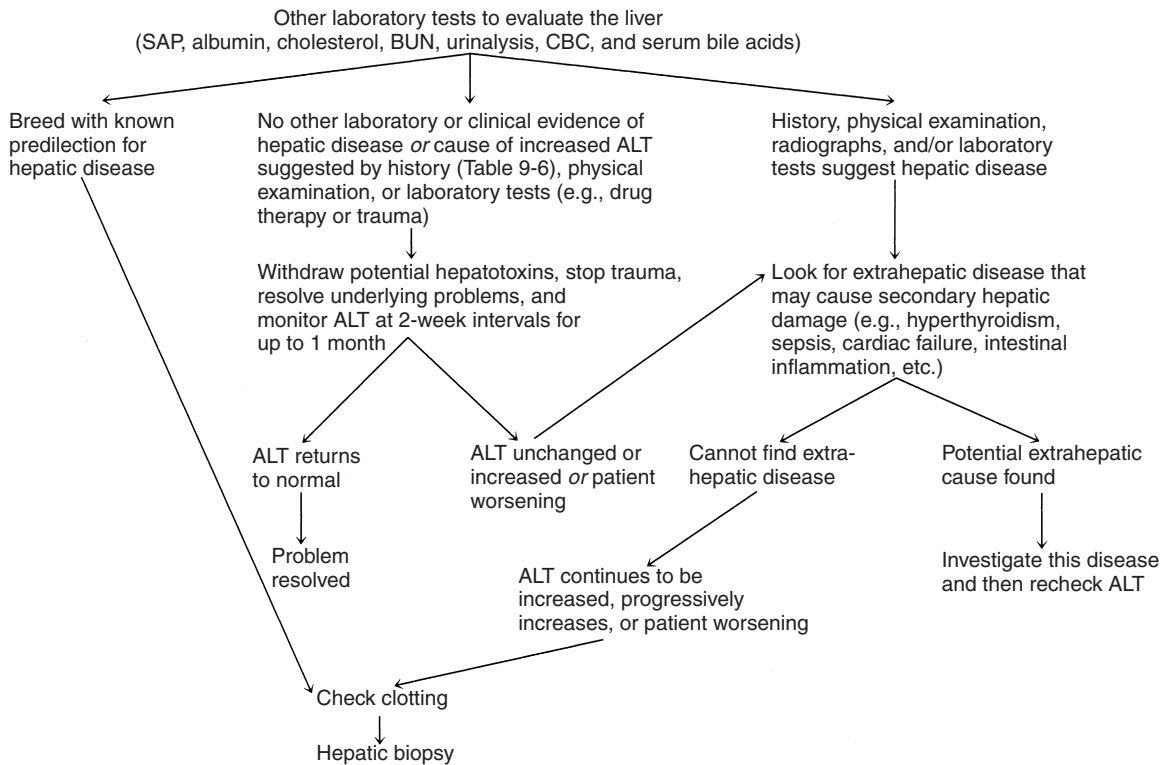 Other laboratory tests to evaluate the liver
(SAP, albumin, cholesterol, BUN, urinalysis, CBC, and serum bile acids)
Breed with known
predilection for
hepatic disease
No other laboratory or clinical evidence of
hepatic disease or cause of increased ALT
suggested by history (Table 9-6), physical
examination, or laboratory tests (e.g., drug
therapy or trauma)
History, physical examination,
radiographs, and/or laboratory
tests suggest hepatic disease
Withdraw potential hepatotoxins, stop trauma,
resolve underlying problems, and
monitor ALT at 2-week intervals for
up to 1 month
Look for extrahepatic disease that
may cause secondary hepatic
damage (e.g., hyperthyroidism,
sepsis, cardiac failure, intestinal
inflammation, etc.)
ALT returns
to normal
ALT unchanged or
increased or patient
worsening
Cannot find extra-
hepatic disease
Potential extrahepatic
cause found
Problem
resolved
ALT continues to be
increased, progressively
increases, or patient worsening
Investigate this disease
and then recheck ALT
Check clotting
Hepatic biopsy